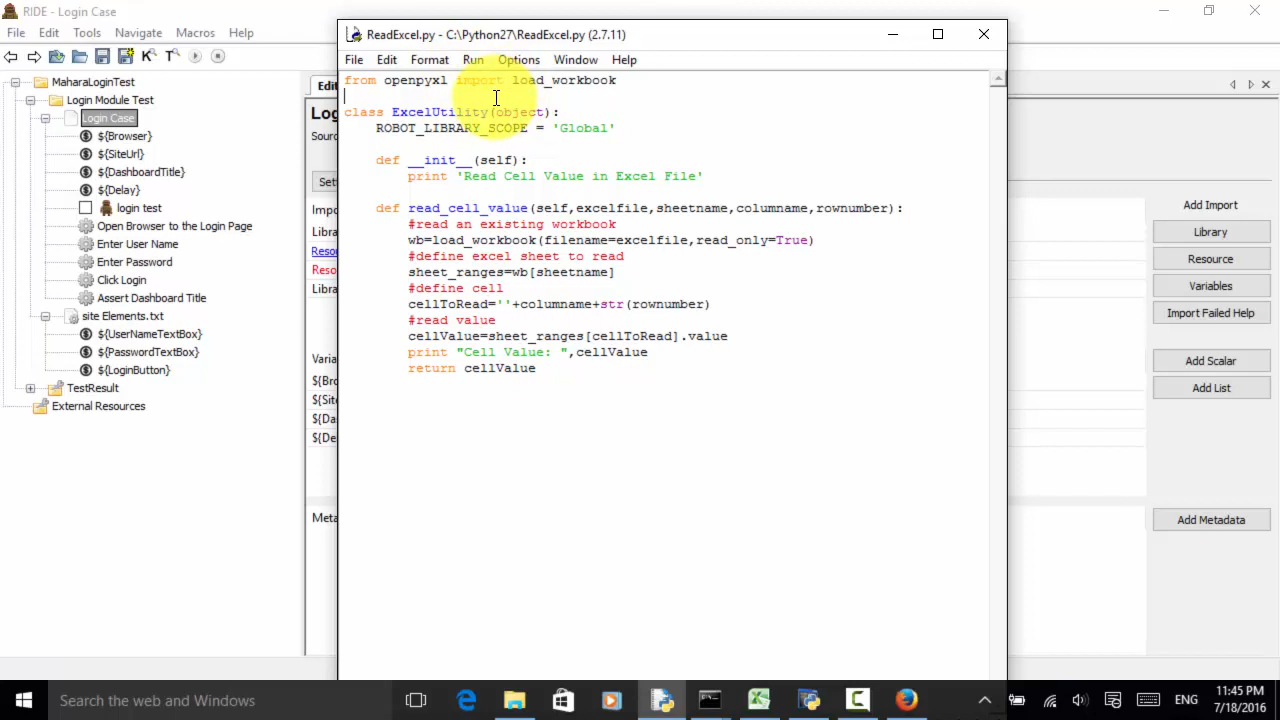 RIDE - Login Case
File Edit Tools Navigate Macros Help
MaharaLoginTest
Login Module Test
Login Case
${Browser}
${SiteUrl}
${DashboardTitle}
${Delay}
login test
Open Browser to the Login Page
Enter User Name
Enter Password
Click Login
Assert Dashboard Title
site Elements.txt
${UserNameTextBox}
${PasswordTextBox}
${LoginButton}
TestResult
External Resources
ReadExcel.py - C:\Python27\ReadExcel.py (2.7.11)
File Edit Format Run Options Window Help
from openpyxl import load_workbook
class ExcelUtility(object):
ROBOT_LIBRARY_SCOPE = 'Global'
def __init__(self):
print 'Read Cell Value in Excel File'
def read_cell_value(self,excelfile,sheetname,columname,rownumber):
#read an existing workbook
wb=load_workbook(filename=excelfile,read_only=True)
#define excel sheet to read
sheet_ranges=wb[sheetname]
#define cell
cellToRead=''+columname+str(rownumber)
#read value
cellValue=sheet_ranges[cellToRead].value
print "Cell Value: ",cellValue
return cellValue
Add Import
Library
Resource
Variables
Import Failed Help
Add Scalar
Add List
Add Metadata
Search the web and Windows
ENG
11:45 PM
7/18/2016